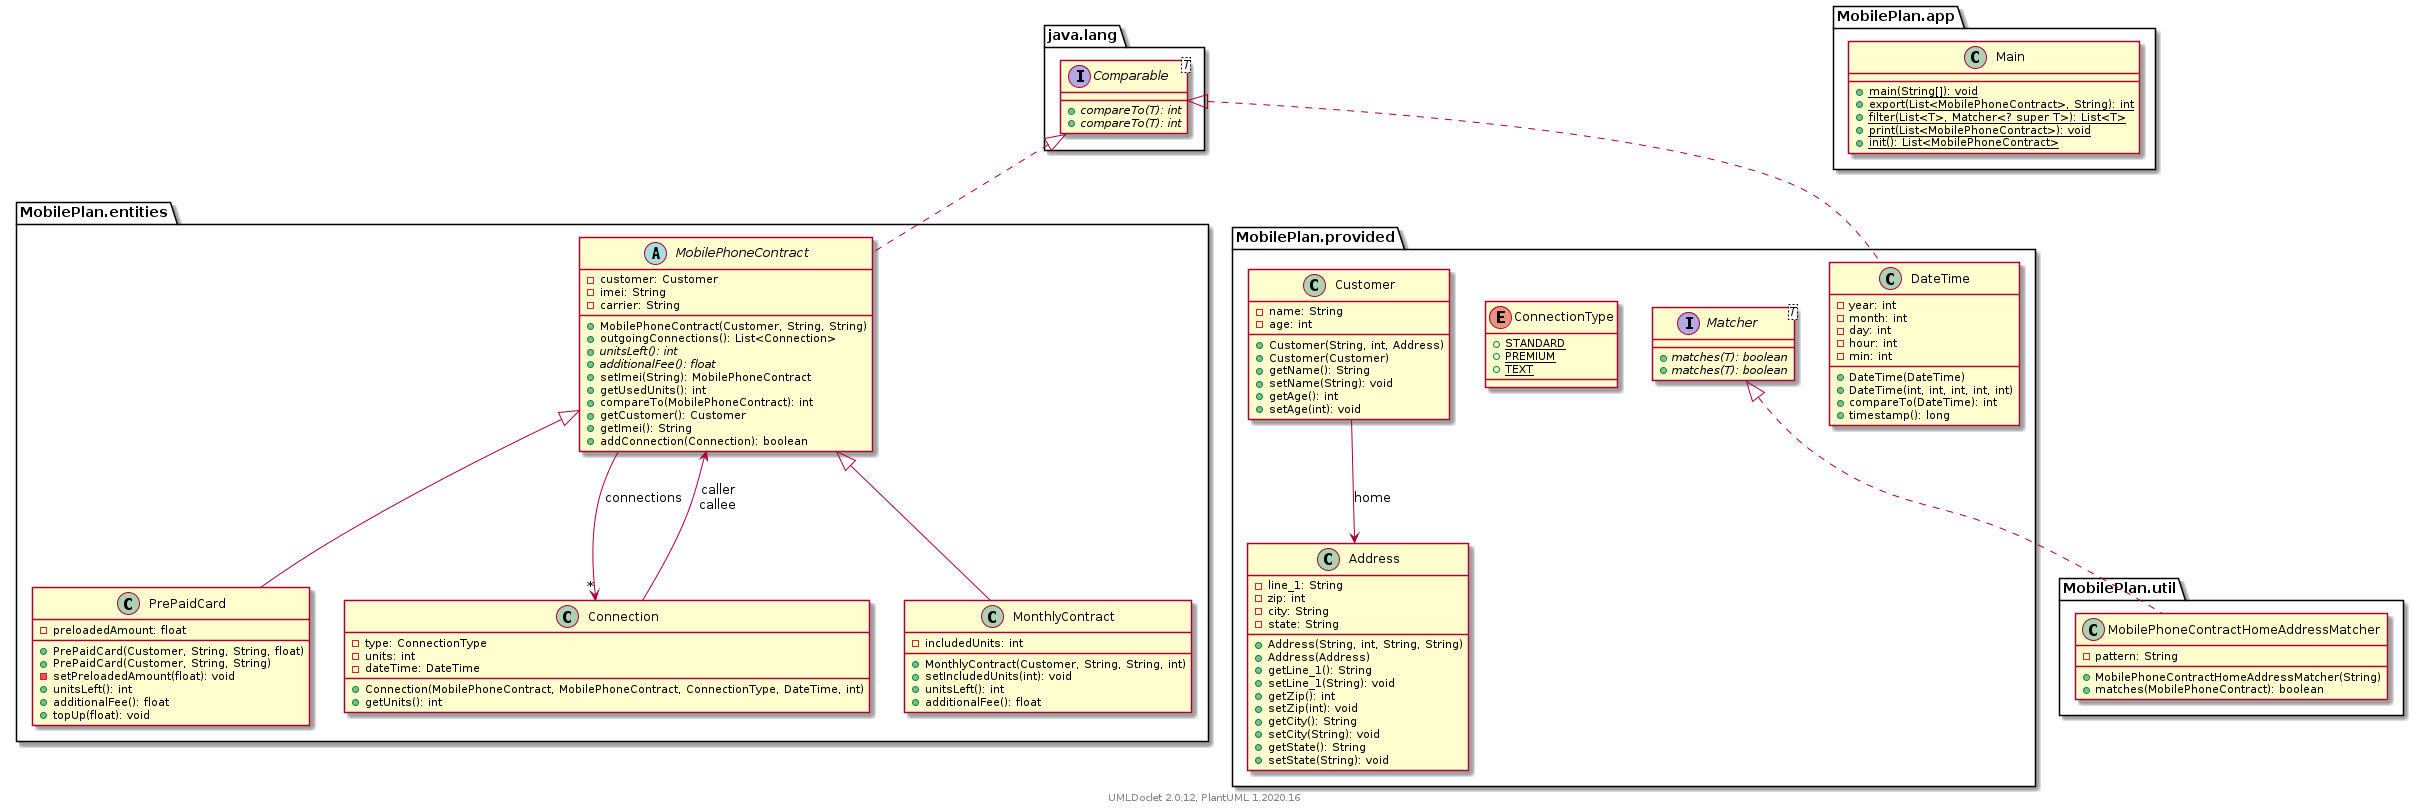 java.lang
I Comparable
T
compareTo(T): int
compareTo(T): int
MobilePlan.app
C Main
main(String[]): void
export(List<MobilePhoneContract>, String): int
filter(List<T>, Matcher<? super T>): List<T>
print(List<MobilePhoneContract>): void
init(): List<MobilePhoneContract>
MobilePlan.entities
A MobilePhoneContract
customer: Customer
imei: String
carrier: String
MobilePhoneContract(Customer, String, String)
outgoingConnections(): List<Connection>
unitsLeft(): int
additionalFee(): float
setImei(String): MobilePhoneContract
getUsedUnits(): int
compareTo(MobilePhoneContract): int
getCustomer(): Customer
getImei(): String
addConnection(Connection): boolean
connections
*
caller
callee
C PrePaidCard
preloadedAmount: float
PrePaidCard(Customer, String, String, float)
PrePaidCard(Customer, String, String)
setPreloadedAmount(float): void
unitsLeft(): int
additionalFee(): float
topUp(float): void
C Connection
type: ConnectionType
units: int
dateTime: DateTime
Connection(MobilePhoneContract, MobilePhoneContract, ConnectionType, DateTime, int)
getUnits(): int
C MonthlyContract
includedUnits: int
MonthlyContract(Customer, String, String, int)
setIncludedUnits(int): void
unitsLeft(): int
additionalFee(): float
MobilePlan.provided
C Customer
name: String
age: int
Customer(String, int, Address)
Customer(Customer)
getName(): String
setName(String): void
getAge(): int
setAge(int): void
E ConnectionType
STANDARD
PREMIUM
TEXT
I Matcher
T
matches(T): boolean
matches(T): boolean
C DateTime
year: int
month: int
day: int
hour: int
min: int
DateTime(DateTime)
DateTime(int, int, int, int, int)
compareTo(DateTime): int
timestamp(): long
home
C Address
line_1: String
zip: int
city: String
state: String
Address(String, int, String, String)
Address(Address)
getLine_1(): String
setLine_1(String): void
getZip(): int
setZip(int): void
getCity(): String
setCity(String): void
getState(): String
setState(String): void
MobilePlan.util
C MobilePhoneContractHomeAddressMatcher
pattern: String
MobilePhoneContractHomeAddressMatcher(String)
matches(MobilePhoneContract): boolean
UMLDoclet 2.0.12, PlantUML 1.2020.16